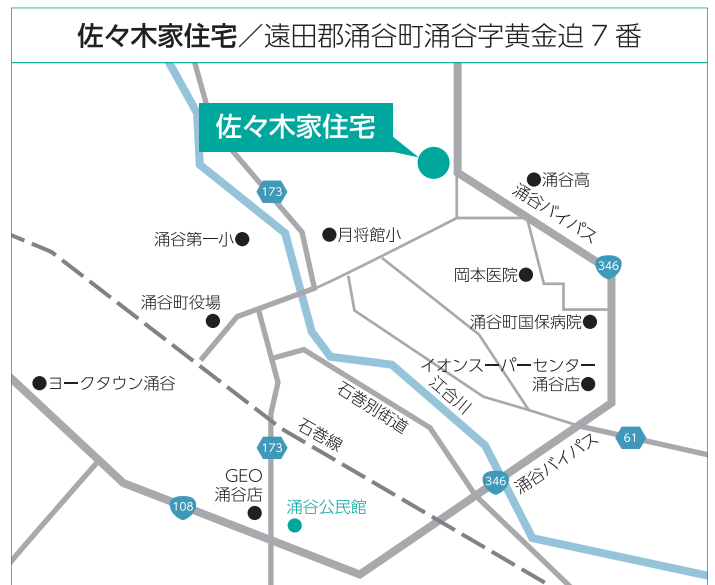 佐々木家住宅／遠田郡涌谷町涌谷字黄金迫７番
佐々木家住宅
涌谷高
173
涌谷バイパス
涌谷第一小
月将館小
346
岡本医院
涌谷町役場
涌谷町国保病院
イオンスーパーセンター
涌谷店
ヨークタウン涌谷
江合川
石巻別街道
石巻線
61
173
涌谷バイパス
GEO
涌谷店
346
108
涌谷公民館